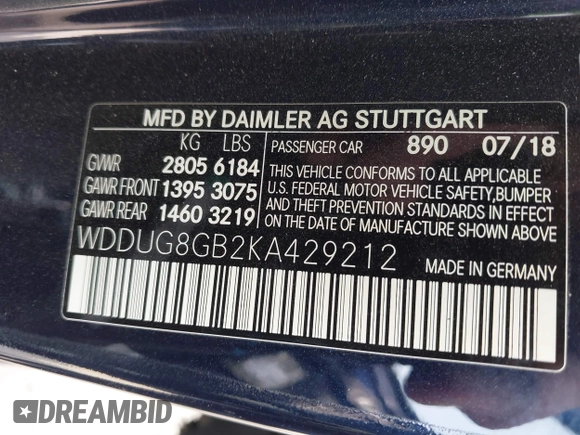 MFD BY DAIMLER AG STUTTGART
KG LBS PASSENGER CAR 890 07/18
GVWR 2805 6184
GAWR FRONT 1395 3075
GAWR REAR 1460 3219
THIS VEHICLE CONFORMS TO ALL APPLICABLE
U.S. FEDERAL MOTOR VEHICLE SAFETY, BUMPER
AND THEFT PREVENTION STANDARDS IN EFFECT
ON THE DATE OF MANUFACTURE SHOWN ABOVE.
WDDUG8GB2KA429212
MADE IN GERMANY
DREAMBID